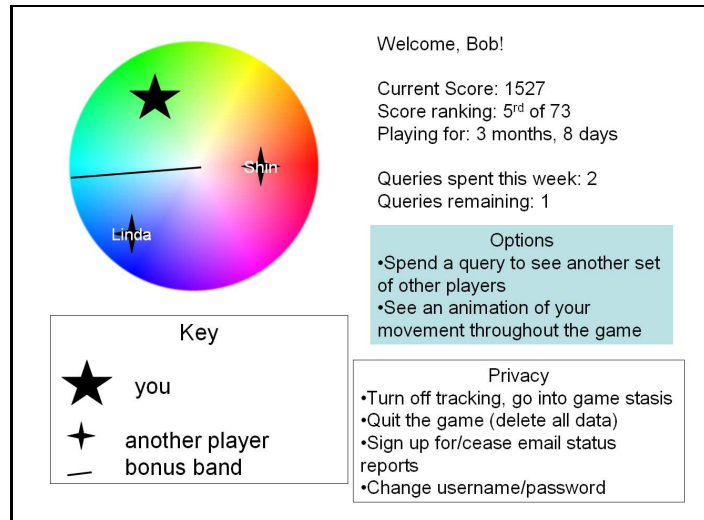 Welcome, Bob!
Current Score: 1527
Score ranking: 5rd of 73
Playing for: 3 months, 8 days
Queries spent this week: 2
Queries remaining: 1
Shin
Linda
Options
•Spend a query to see another set
of other players
•See an animation of your
movement throughout the game
Key
you
another player
bonus band
Privacy
•Turn off tracking, go into game stasis
•Quit the game (delete all data)
•Sign up for/cease email status
reports
•Change username/password